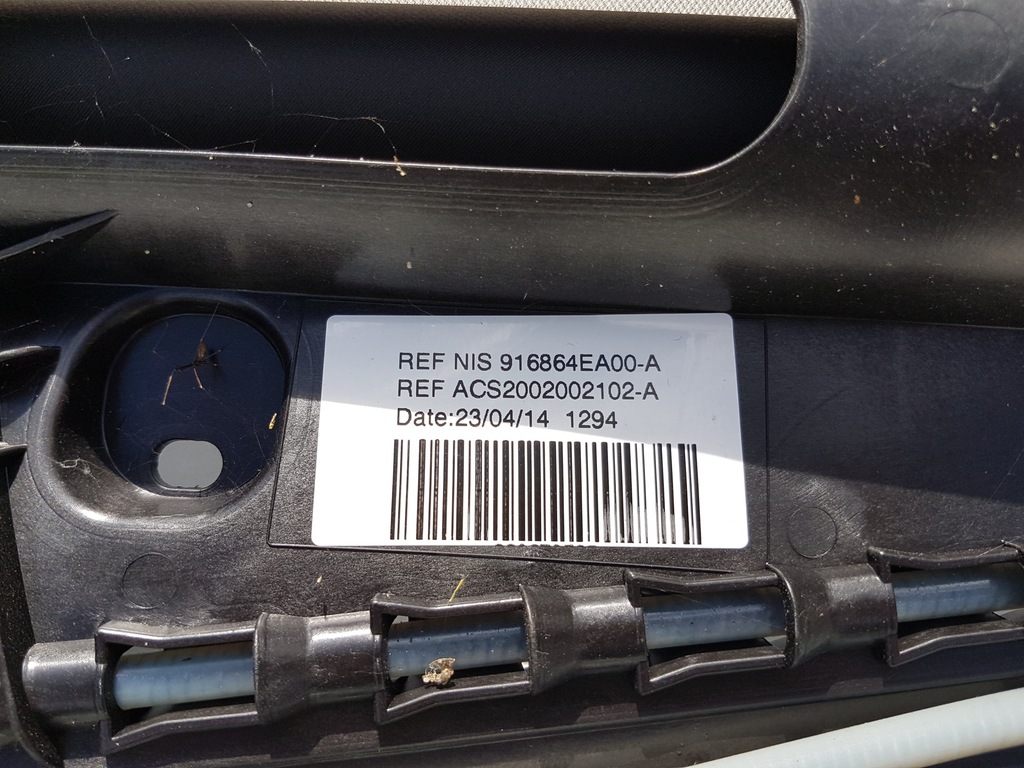 REF NIS 916864EA00-A
REF ACS2002002102-A
Date:23/04/14 1294